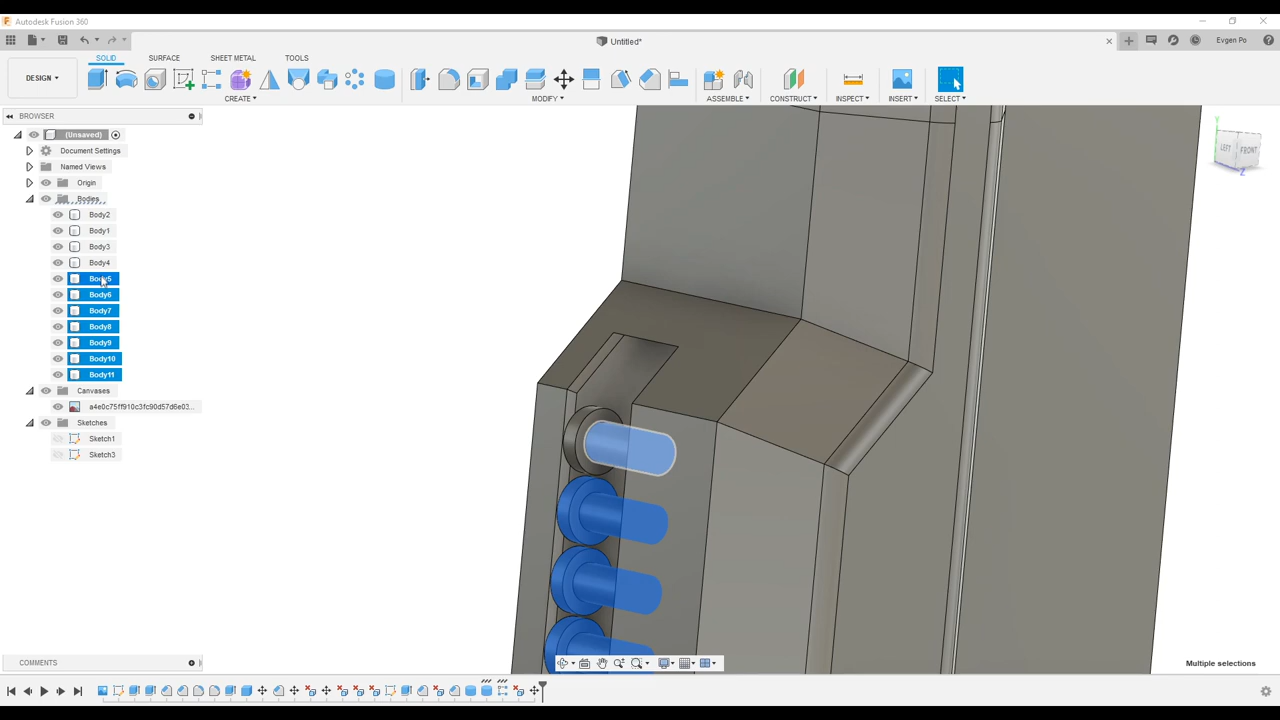 Autodesk Fusion 360
Untitled*
Evgen Po
SOLID
SURFACE
SHEET METAL
TOOLS
DESIGN
CREATE
MODIFY
ASSEMBLE
CONSTRUCT
INSPECT
INSERT
SELECT
BROWSER
(Unsaved)
Document Settings
Named Views
Origin
Bodies
Body2
Body1
Body3
Body4
Body5
Body6
Body7
Body8
Body9
Body10
Body11
Canvases
a4e0c75ff910c3fc90d57d6e03...
Sketches
Sketch1
Sketch3
Y
LEFT
FRONT
Z
COMMENTS
Multiple selections